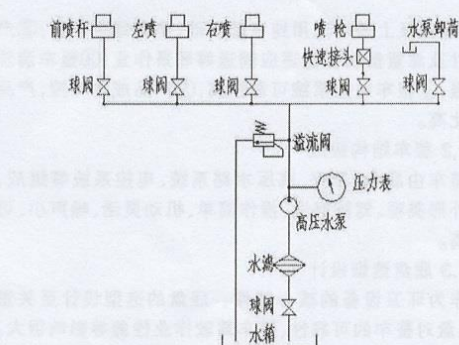 前喷杆 左喷 右喷 喷枪 水泵卸荷
快速接头
球阀 球阀 球阀 球阀 水阀
溢流阀
压力表
高压水泵
水滤
球阀
水箱